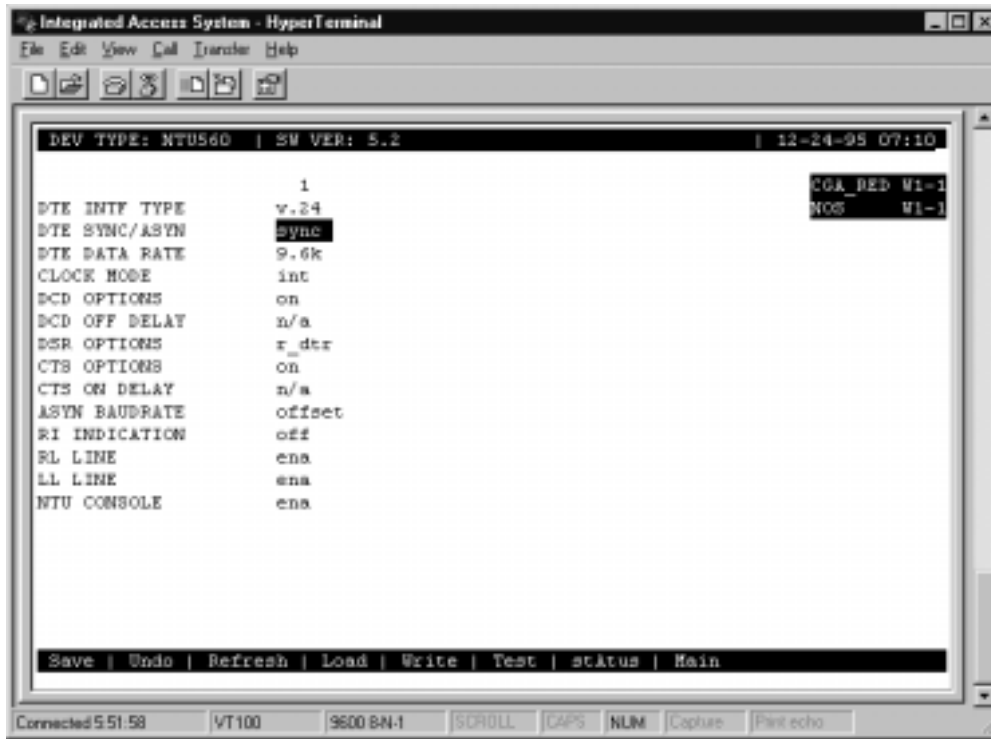 Integrated Access System - HyperTerminal
File Edit View Call Transfer Help
DEV TYPE: NTU560 | SW VER: 5.2 | 12-24-95 07:10
1 CGA_RED W1-1
DTE INTF TYPE v.24 NOS W1-1
DTE SYNC/ASYN sync
DTE DATA RATE 9.6k
CLOCK MODE int
DCD OPTIONS on
DCD OFF DELAY n/a
DSR OPTIONS r_dtr
CTS OPTIONS on
CTS ON DELAY n/a
ASYN BAUDRATE offset
RI INDICATION off
RL LINE ena
LL LINE ena
NTU CONSOLE ena
Save | Undo | Refresh | Load | Write | Test | stAtus | Main
Connected 5:51:58 VT100 9600 8-N-1 SCROLL CAPS NUM Capture Print echo